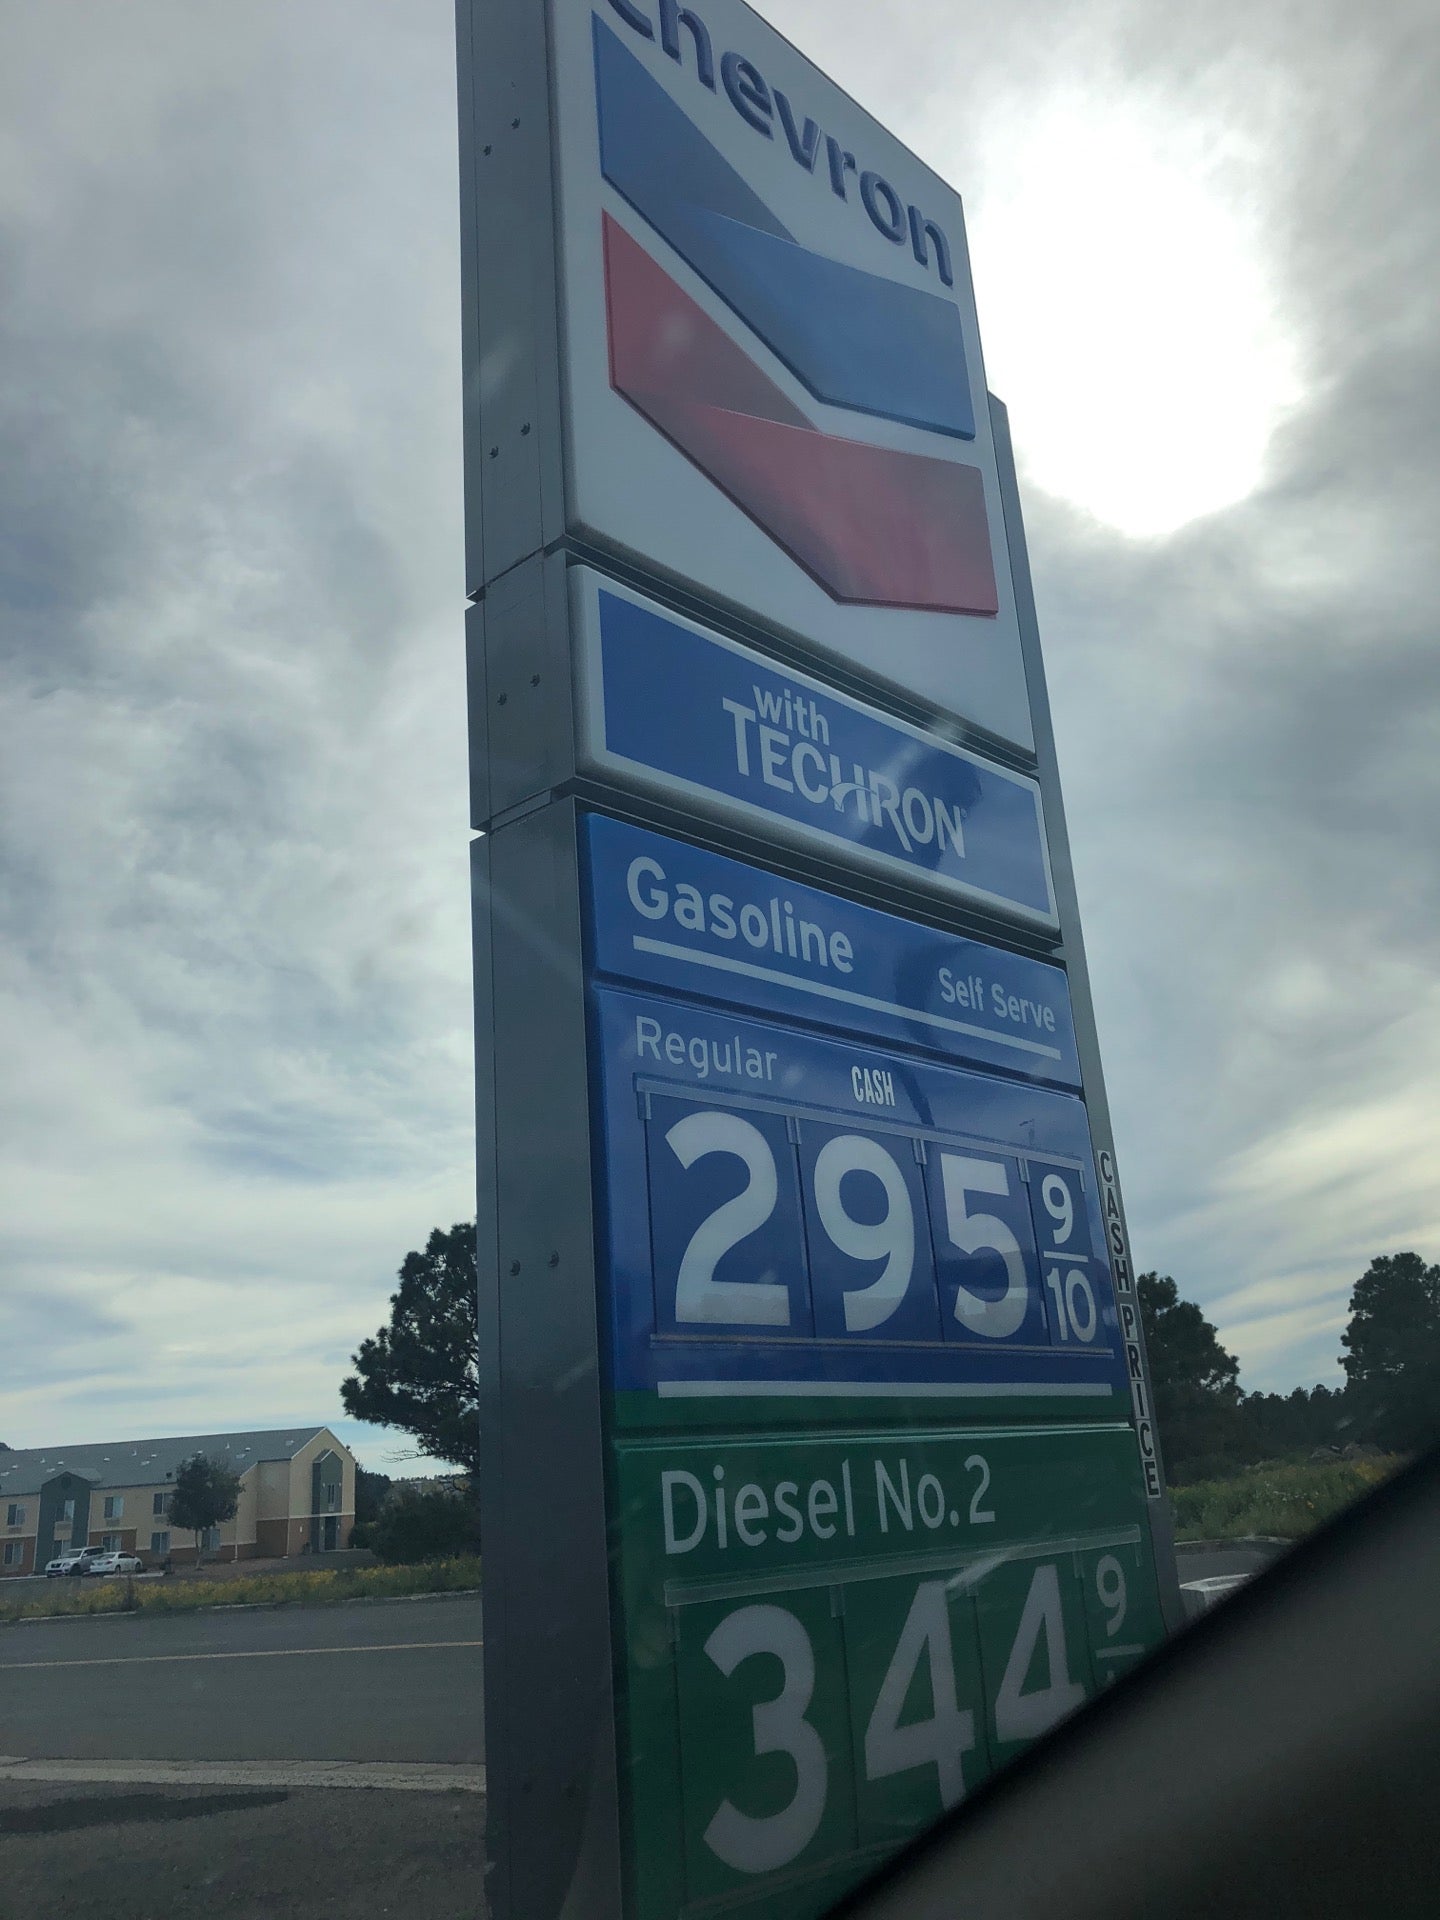 Chevron
with
TECHRON
Gasoline
Self Serve
Regular CASH
295 9/10
CASH PRICE
Diesel No. 2
344 9